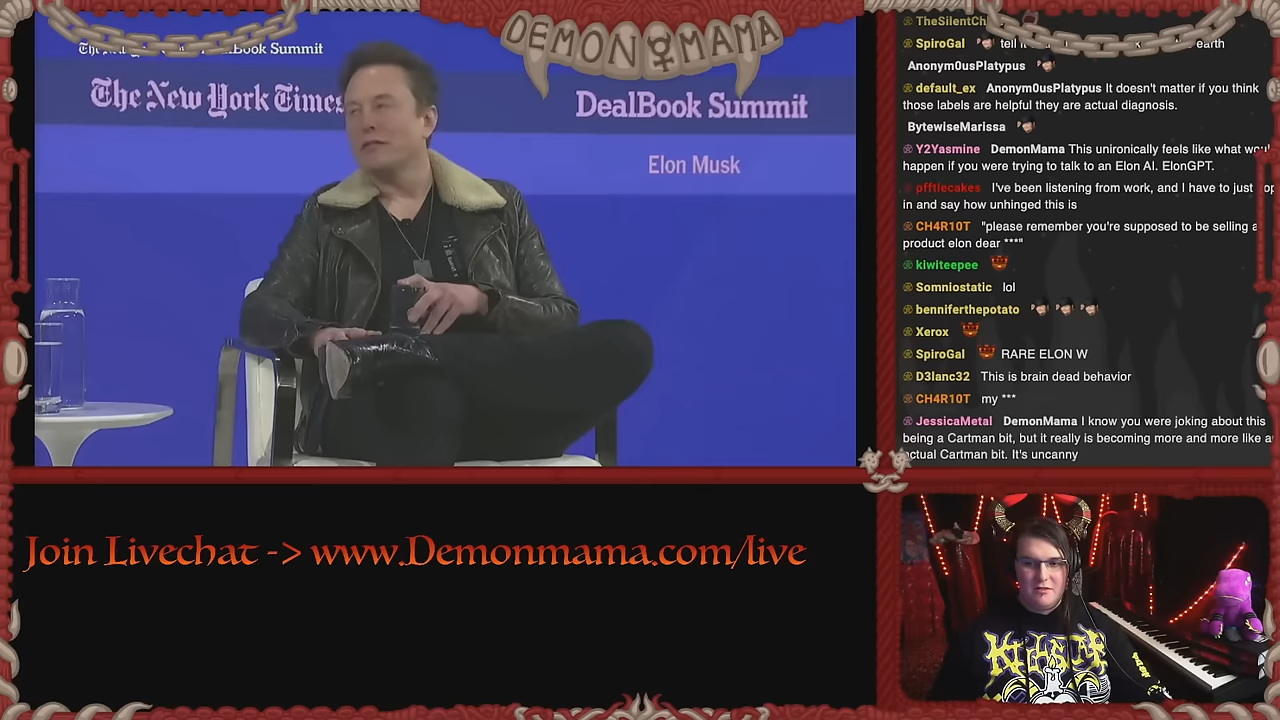 DEMON MAMA
DealBook Summit
The New York Times
DealBook Summit
Elon Musk
SpiroGal tell earth
Anonym0usPlatypus
default_ex Anonym0usPlatypus It doesn't matter if you think
those labels are helpful they are actual diagnosis.
BytewiseMarissa
Y2Yasmine DemonMama This unironically feels like what
happen if you were trying to talk to an Elon AI. ElonGPT.
pfftiecakes I've been listening from work, and I have to just
in and say how unhinged this is
CH4R10T "please remember you're supposed to be selling a
product elon dear ***"
kiwiteepee
Somniostatic lol
benniferthepotato
Xerox
SpiroGal RARE ELON W
D3lanc32 This is brain dead behavior
CH4R10T my ***
JessicaMetal DemonMama I know you were joking about this
being a Cartman bit, but it really is becoming more and more like
actual Cartman bit. It's uncanny
Join Livechat -> www.Demonmama.com/live
KILLSTAR